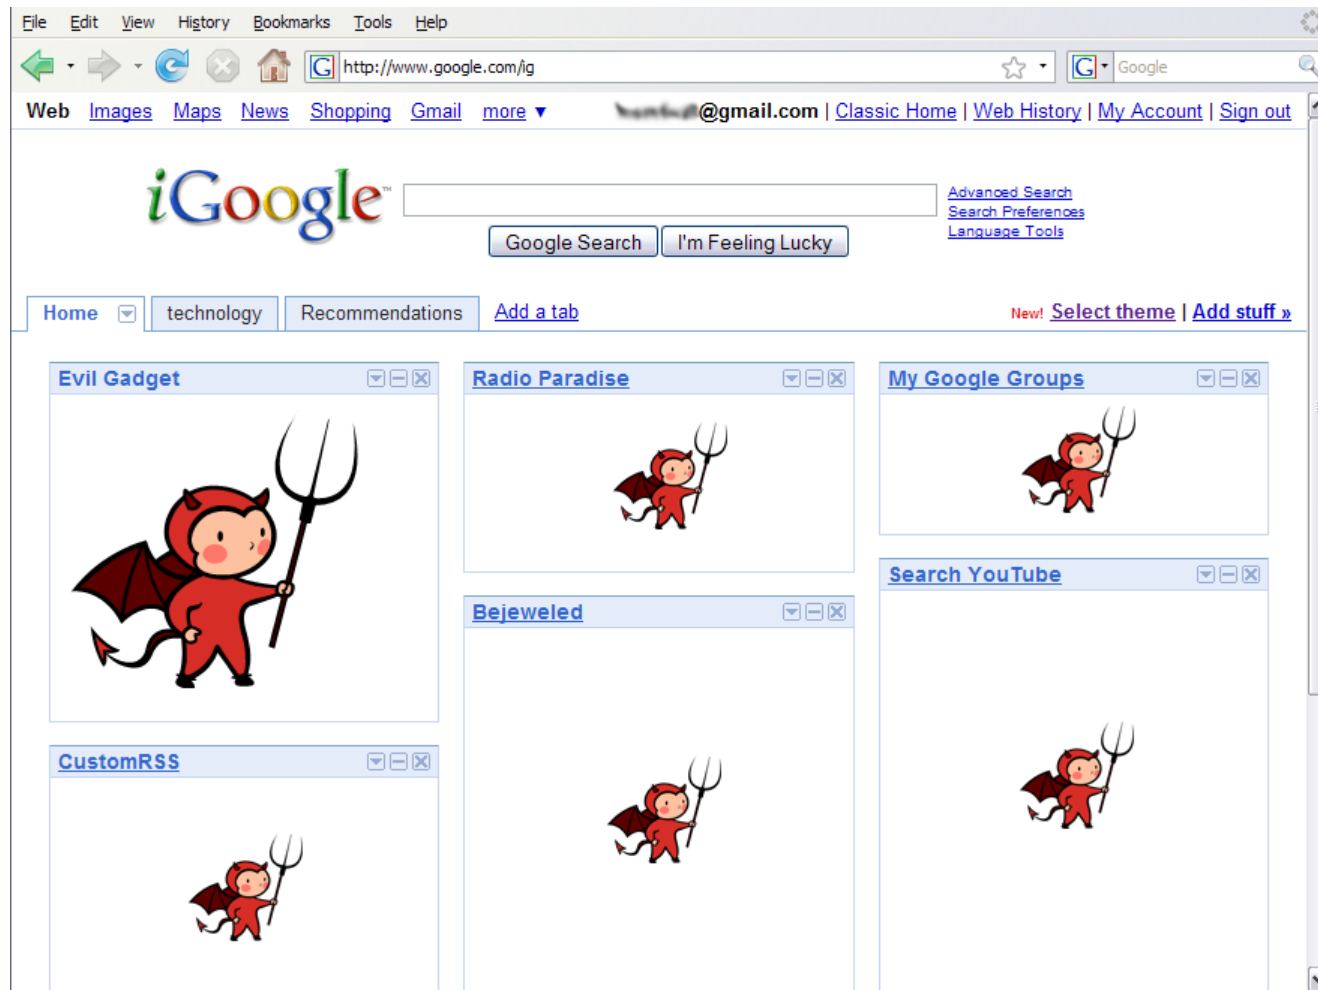 File Edit View History Bookmarks Tools Help
http://www.google.com/ig
Google
Web Images Maps News Shopping Gmail more ▼ @gmail.com | Classic Home | Web History | My Account | Sign out
iGoogle™
Advanced Search
Search Preferences
Language Tools
Google Search I'm Feeling Lucky
Home technology Recommendations Add a tab New! Select theme | Add stuff »
Evil Gadget
Radio Paradise
My Google Groups
Search YouTube
Bejeweled
CustomRSS